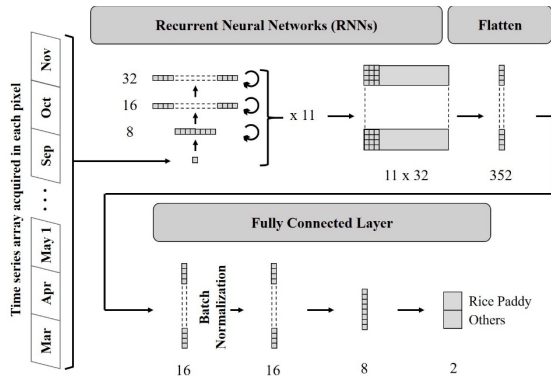 Recurrent Neural Networks (RNNs)
Flatten
Time series array acquired in each pixel
Nov
Oct
Sep
...
May 1
Apr
Mar
32
16
8
x 11
11 x 32
352
Fully Connected Layer
Batch
Normalization
Rice Paddy
Others
16
16
8
2